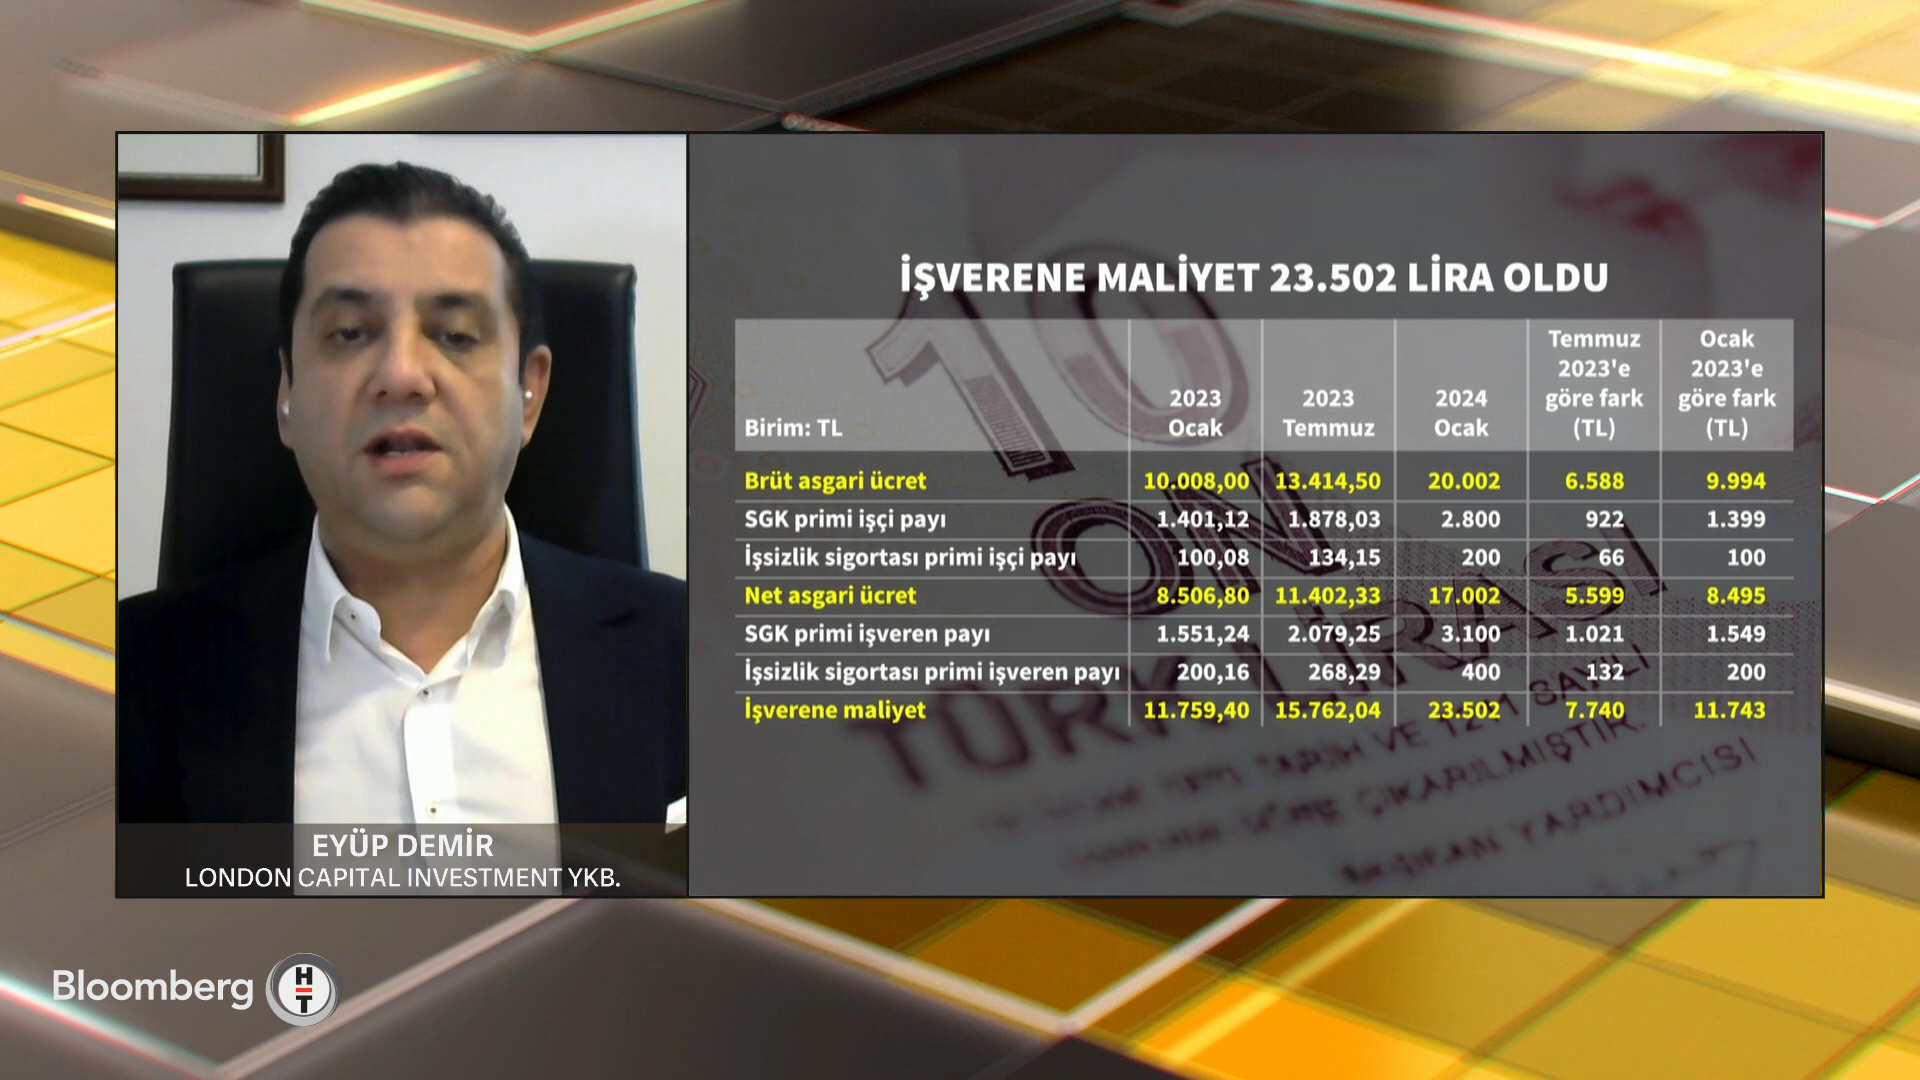 İŞVERENE MALİYET 23.502 LİRA OLDU
Birim: TL 2023 Ocak 2023 Temmuz 2024 Ocak Temmuz 2023'e göre fark (TL) Ocak 2023'e göre fark (TL)
Brüt asgari ücret 10.008,00 13.414,50 20.002 6.588 9.994
SGK primi işçi payı 1.401,12 1.878,03 2.800 922 1.399
İşsizlik sigortası primi işçi payı 100,08 134,15 200 66 100
Net asgari ücret 8.506,80 11.402,33 17.002 5.599 8.495
SGK primi işveren payı 1.551,24 2.079,25 3.100 1.021 1.549
İşsizlik sigortası primi işveren payı 200,16 268,29 400 132 200
İşverene maliyet 11.759,40 15.762,04 23.502 7.740 11.743
10
ON
TÜRK LİRASI
EYÜP DEMİR
LONDON CAPITAL INVESTMENT YKB.
Bloomberg HT